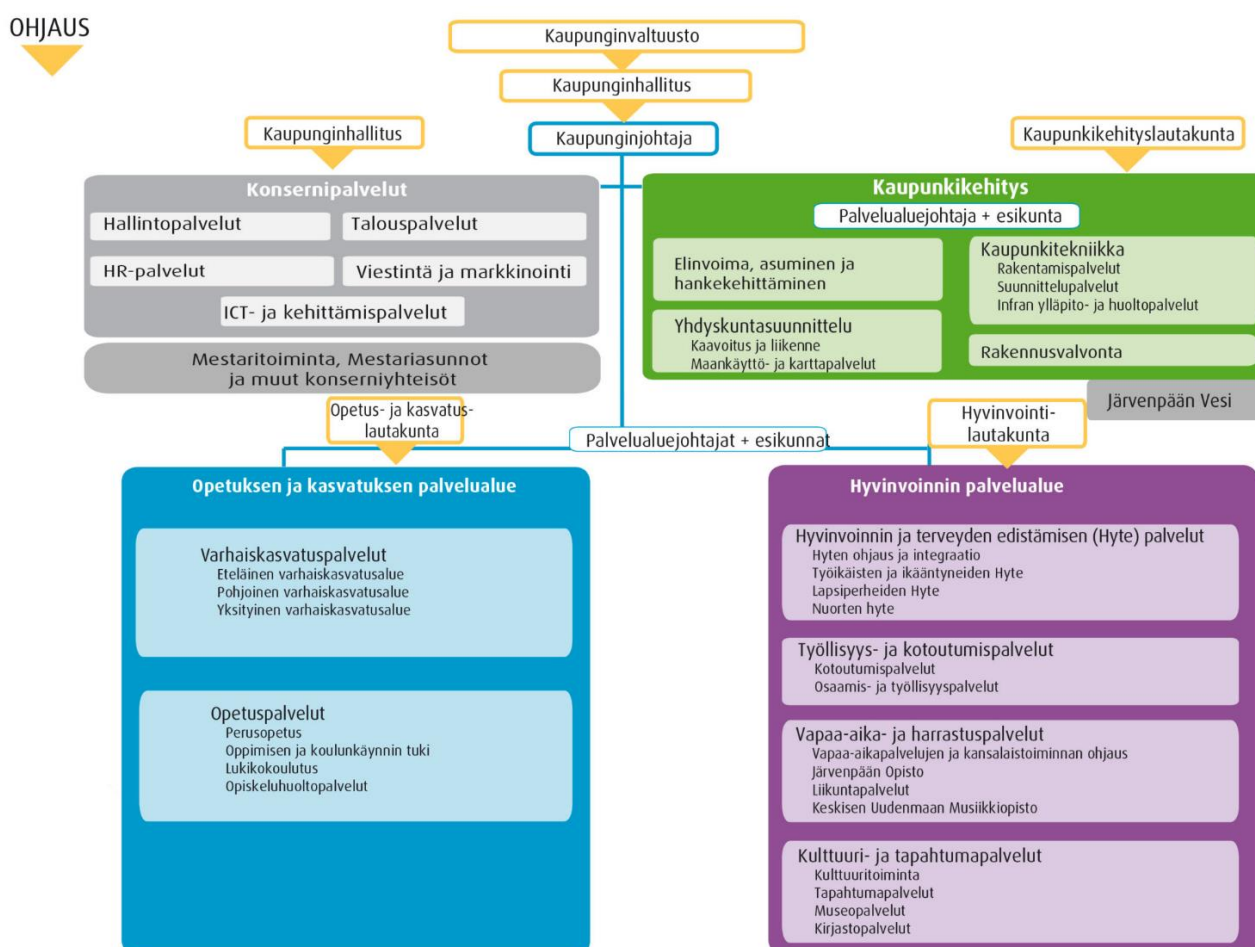 OHJAUS
Kaupunginvaltuusto
Kaupunginhallitus
Kaupunginhallitus
Kaupunginjohtaja
Kaupunkikehityslautakunta
Konsernipalvelut
Hallintopalvelut
Talouspalvelut
HR-palvelut
Viestintä ja markkinointi
ICT- ja kehittämispalvelut
Mestaritoiminta, Mestariasunnot
ja muut konserniyhteisöt
Kaupunkikehitys
Palvelualuejohtaja + esikunta
Elinvoima, asuminen ja
hankekehittäminen
Yhdyskuntasuunnittelu
Kaavoitus ja liikenne
Maankäyttö- ja karttapalvelut
Kaupunkitekniikka
Rakentamispalvelut
Suunnittelupalvelut
Infran ylläpito- ja huoltopalvelut
Rakennusvalvonta
Järvenpään Vesi
Opetus- ja kasvatus-
lautakunta
Palvelualuejohtajat + esikunnat
Hyvinvointi-
lautakunta
Opetuksen ja kasvatuksen palvelualue
Varhaiskasvatuspalvelut
Eteläinen varhaiskasvatusalue
Pohjoinen varhaiskasvatusalue
Yksityinen varhaiskasvatusalue
Opetuspalvelut
Perusopetus
Oppimisen ja koulunkäynnin tuki
Lukikokoulutus
Opiskeluhuoltopalvelut
Hyvinvoinnin palvelualue
Hyvinvoinnin ja terveyden edistämisen (Hyte) palvelut
Hyten ohjaus ja integraatio
Työikäisten ja ikääntyneiden Hyte
Lapsiperheiden Hyte
Nuorten hyte
Työllisyys- ja kotoutumispalvelut
Kotoutumispalvelut
Osaamis- ja työllisyyspalvelut
Vapaa-aika- ja harrastuspalvelut
Vapaa-aikapalvelujen ja kansalaistoiminnan ohjaus
Järvenpään Opisto
Liikuntapalvelut
Keskisen Uudenmaan Musiikkiopisto
Kulttuuri- ja tapahtumapalvelut
Kulttuuritoiminta
Tapahtumapalvelut
Museopalvelut
Kirjastopalvelut